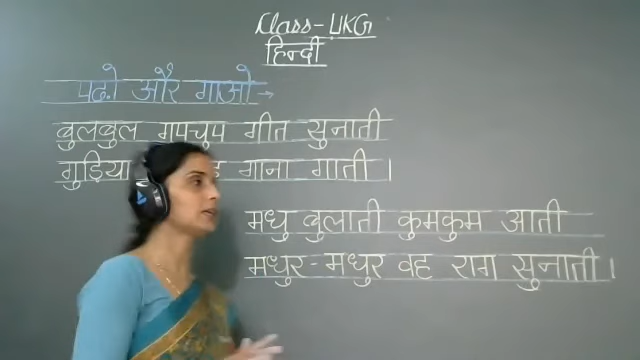 Class- UKG
हिन्दी
पढ़ो और गाओ →
बुलबुल गपचुप गीत सुनाती
गुड़िया गाना गाती ।
मधु बुलाती कुमकुम आती
मधुर-मधुर वह राग सुनाती ।